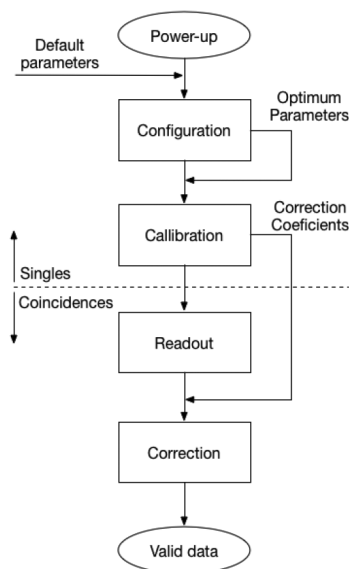 Power-up
Default
parameters
Optimum
Parameters
Configuration
Correction
Coeficients
Callibration
Singles
Coincidences
Readout
Correction
Valid data